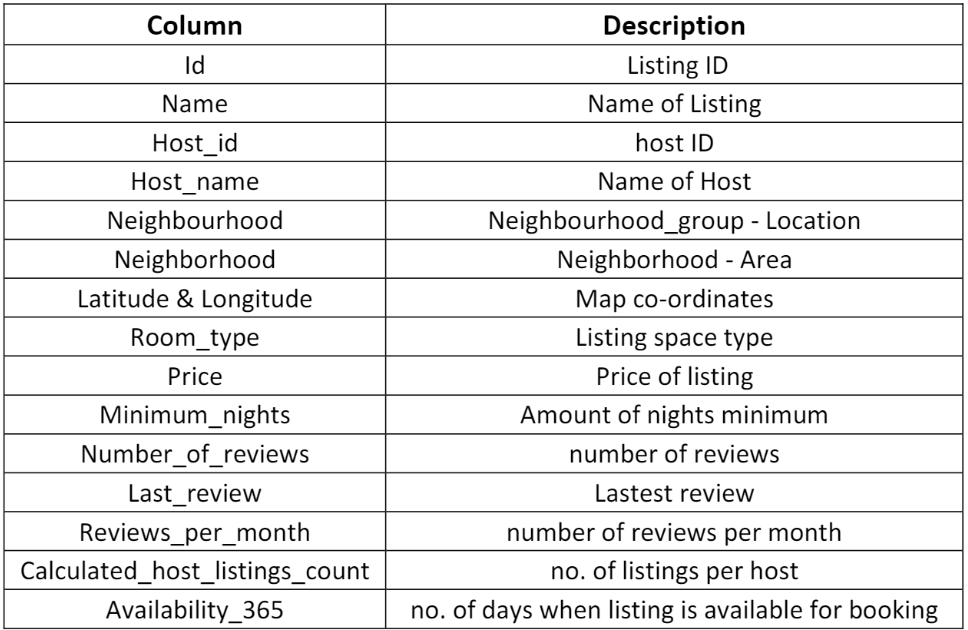 Column Description
Id Listing ID
Name Name of Listing
Host_id host ID
Host_name Name of Host
Neighbourhood Neighbourhood_group - Location
Neighborhood Neighborhood - Area
Latitude & Longitude Map co-ordinates
Room_type Listing space type
Price Price of listing
Minimum_nights Amount of nights minimum
Number_of_reviews number of reviews
Last_review Lastest review
Reviews_per_month number of reviews per month
Calculated_host_listings_count no. of listings per host
Availability_365 no. of days when listing is available for booking